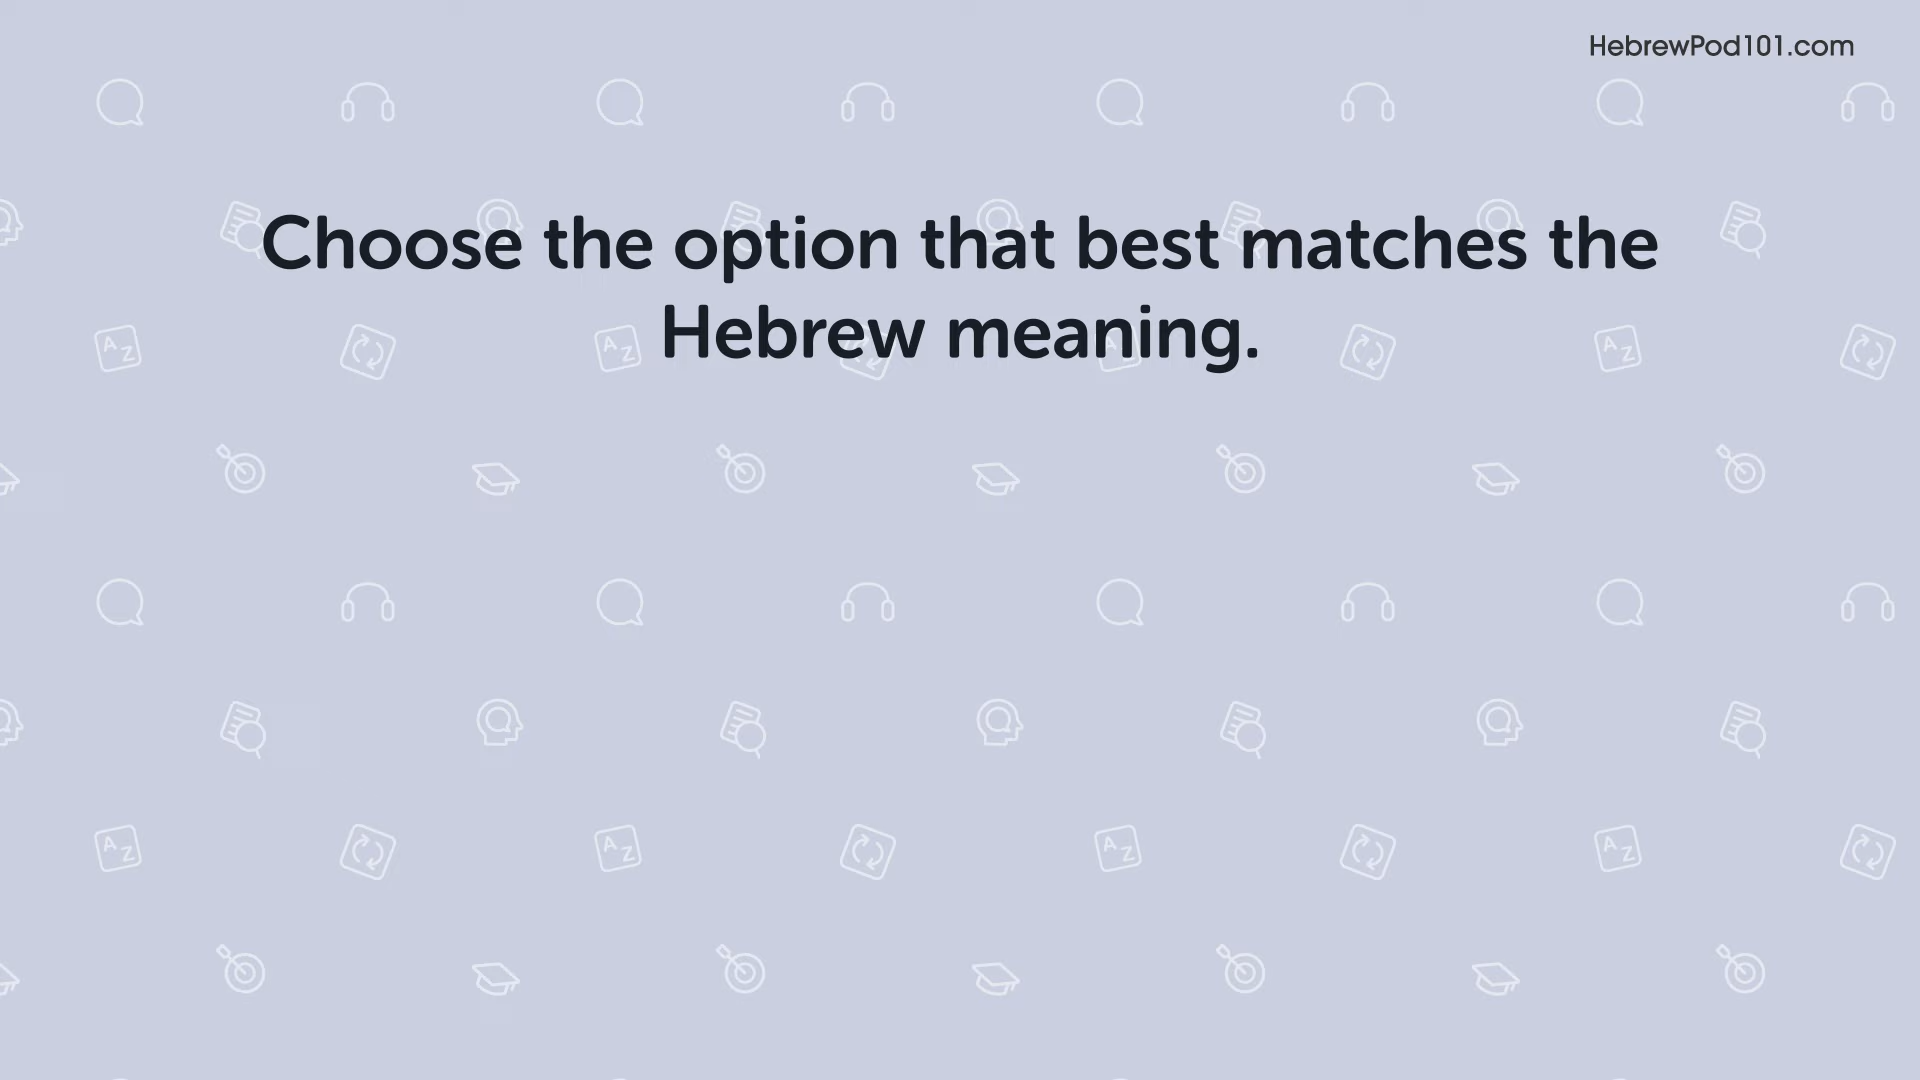 HebrewPod101.com
Choose the option that best matches the
Hebrew meaning.